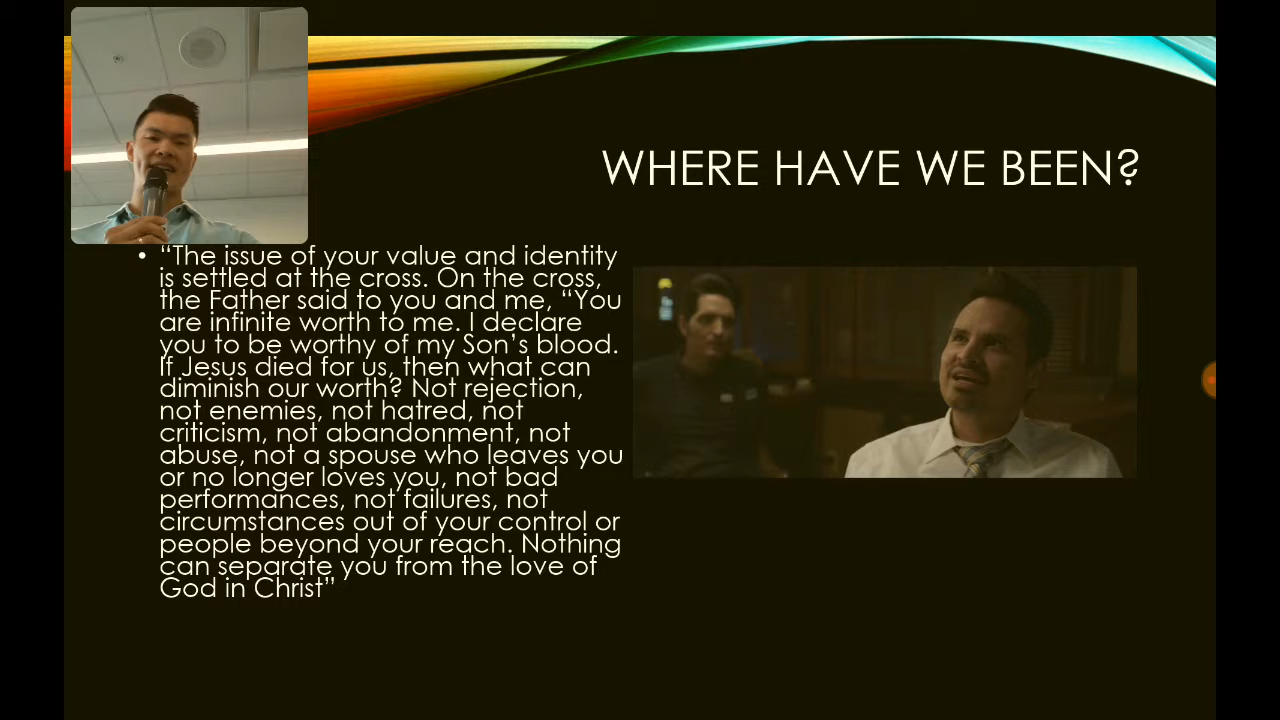 WHERE HAVE WE BEEN?
• “The issue of your value and identity
is settled at the cross. On the cross,
the Father said to you and me, “You
are infinite worth to me. I declare
you to be worthy of my Son’s blood.
If Jesus died for us, then what can
diminish our worth? Not rejection,
not enemies, not hatred, not
criticism, not abandonment, not
abuse, not a spouse who leaves you
or no longer loves you, not bad
performances, not failures, not
circumstances out of your control or
people beyond your reach. Nothing
can separate you from the love of
God in Christ”